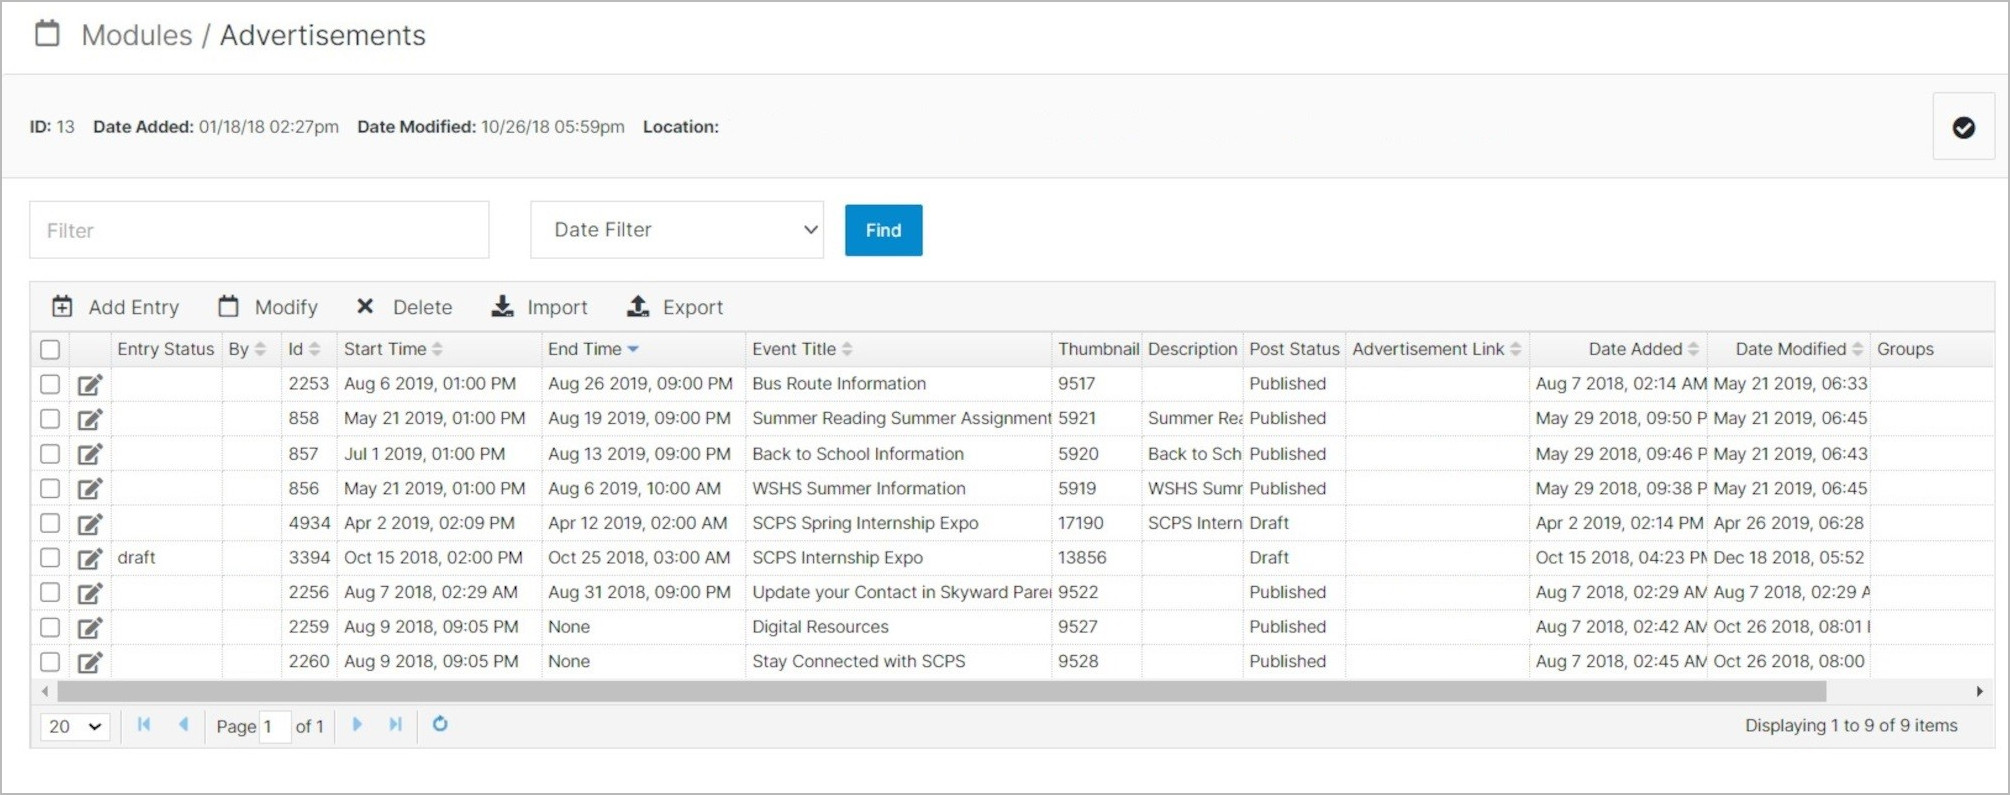 Modules / Advertisements
ID: 13 Date Added: 01/18/18 02:27pm Date Modified: 10/26/18 05:59pm Location:
Filter Date Filter Find
Add Entry Modify Delete Import Export
Entry Status By Id Start Time End Time Event Title Thumbnail Description Post Status Advertisement Link Date Added Date Modified Groups
2253 Aug 6 2019, 01:00 PM Aug 26 2019, 09:00 PM Bus Route Information 9517 Published Aug 7 2018, 02:14 AM May 21 2019, 06:33
858 May 21 2019, 01:00 PM Aug 19 2019, 09:00 PM Summer Reading Summer Assignment 5921 Summer Rea Published May 29 2018, 09:50 P May 21 2019, 06:45
857 Jul 1 2019, 01:00 PM Aug 13 2019, 09:00 PM Back to School Information 5920 Back to Sch Published May 29 2018, 09:46 P May 21 2019, 06:43
856 May 21 2019, 01:00 PM Aug 6 2019, 10:00 AM WSHS Summer Information 5919 WSHS Summ Published May 29 2018, 09:38 P May 21 2019, 06:45
4934 Apr 2 2019, 02:09 PM Apr 12 2019, 02:00 AM SCPS Spring Internship Expo 17190 SCPS Intern Draft Apr 2 2019, 02:14 PM Apr 26 2019, 06:28
draft 3394 Oct 15 2018, 02:00 PM Oct 25 2018, 03:00 AM SCPS Internship Expo 13856 Draft Oct 15 2018, 04:23 PM Dec 18 2018, 05:52
2256 Aug 7 2018, 02:29 AM Aug 31 2018, 09:00 PM Update your Contact in Skyward Parer 9522 Published Aug 7 2018, 02:29 AM Aug 7 2018, 02:29 A
2259 Aug 9 2018, 09:05 PM None Digital Resources 9527 Published Aug 7 2018, 02:42 AM Oct 26 2018, 08:01
2260 Aug 9 2018, 09:05 PM None Stay Connected with SCPS 9528 Published Aug 7 2018, 02:45 AM Oct 26 2018, 08:00
20 Page 1 of 1 Displaying 1 to 9 of 9 items